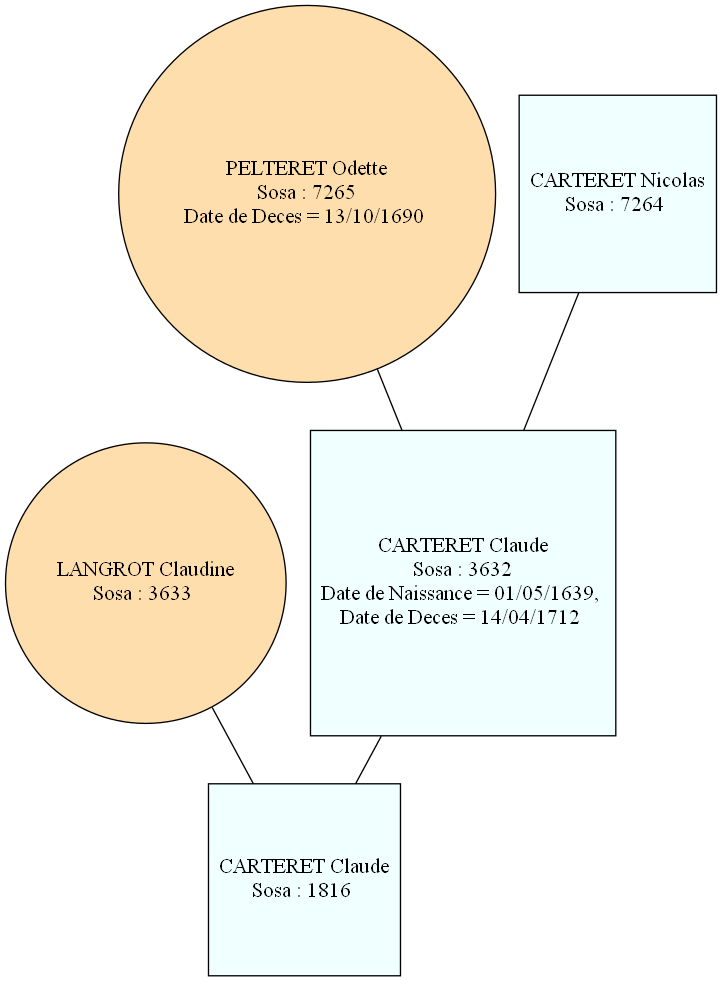 PELTERET Odette
Sosa : 7265
Date de Deces = 13/10/1690
CARTERET Nicolas
Sosa : 7264
CARTERET Claude
Sosa : 3632
Date de Naissance = 01/05/1639,
Date de Deces = 14/04/1712
LANGROT Claudine
Sosa : 3633
CARTERET Claude
Sosa : 1816